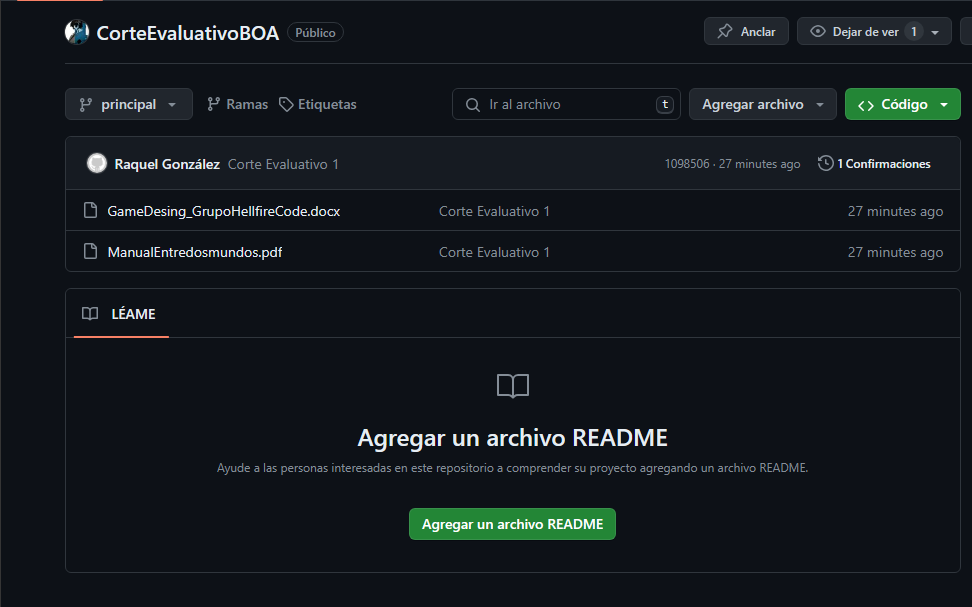 CorteEvaluativoBOA Público Anclar Dejar de ver 1
principal Ramas Etiquetas Ir al archivo t Agregar archivo Código
Raquel González Corte Evaluativo 1 1098506 · 27 minutes ago 1 Confirmaciones
GameDesing_GrupoHellfireCode.docx Corte Evaluativo 1 27 minutes ago
ManualEntredosmundos.pdf Corte Evaluativo 1 27 minutes ago
LÉAME
Agregar un archivo README
Ayude a las personas interesadas en este repositorio a comprender su proyecto agregando un archivo README.
Agregar un archivo README